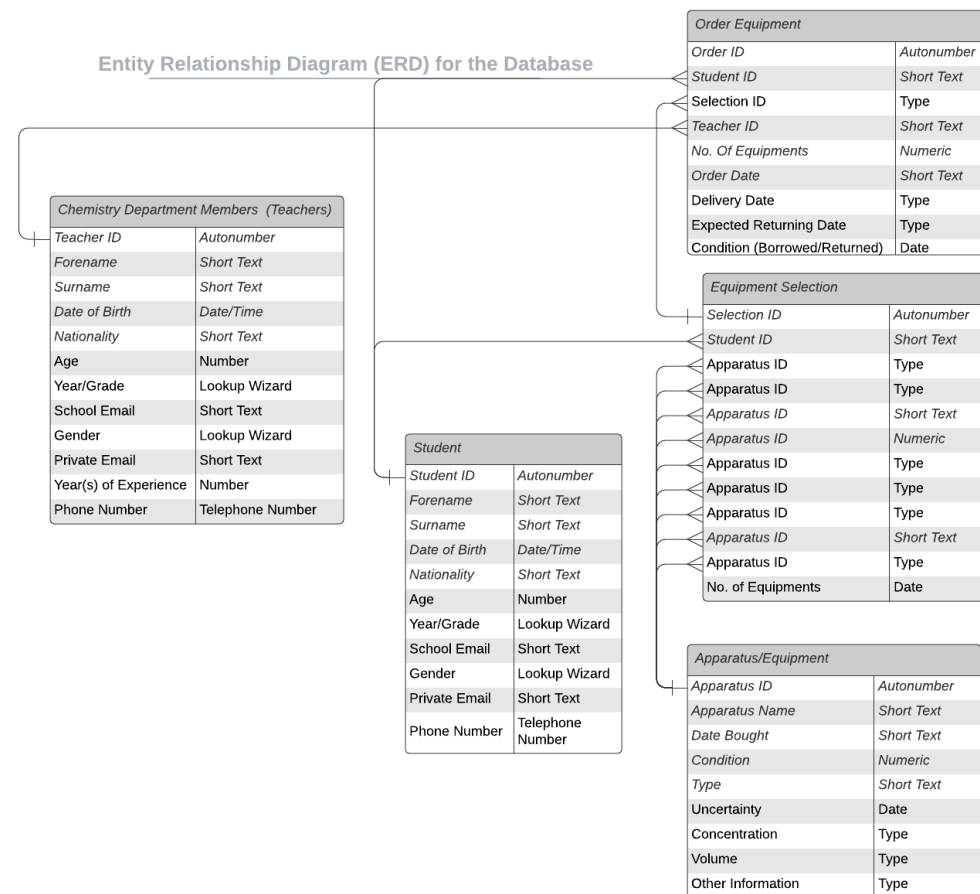 Entity Relationship Diagram (ERD) for the Database
Order Equipment
Order ID Autonumber
Student ID Short Text
Selection ID Type
Teacher ID Short Text
No. Of Equipments Numeric
Order Date Short Text
Delivery Date Type
Expected Returning Date Type
Condition (Borrowed/Returned) Date
Chemistry Department Members (Teachers)
Teacher ID Autonumber
Forename Short Text
Surname Short Text
Date of Birth Date/Time
Nationality Short Text
Age Number
Year/Grade Lookup Wizard
School Email Short Text
Gender Lookup Wizard
Private Email Short Text
Year(s) of Experience Number
Phone Number Telephone Number
Equipment Selection
Selection ID Autonumber
Student ID Short Text
Apparatus ID Type
Apparatus ID Type
Apparatus ID Short Text
Apparatus ID Numeric
Apparatus ID Type
Apparatus ID Type
Apparatus ID Type
Apparatus ID Short Text
Apparatus ID Type
No. of Equipments Date
Student
Student ID Autonumber
Forename Short Text
Surname Short Text
Date of Birth Date/Time
Nationality Short Text
Age Number
Year/Grade Lookup Wizard
School Email Short Text
Gender Lookup Wizard
Private Email Short Text
Phone Number Telephone
Number
Apparatus/Equipment
Apparatus ID Autonumber
Apparatus Name Short Text
Date Bought Short Text
Condition Numeric
Type Short Text
Uncertainty Date
Concentration Type
Volume Type
Other Information Type